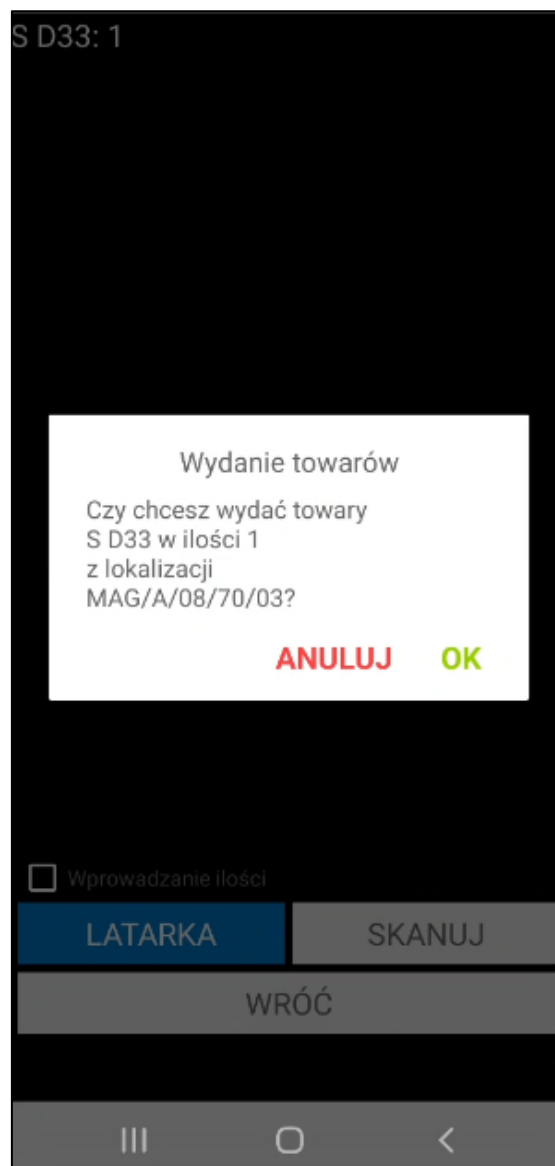 S D33: 1
Wydanie towarów
Czy chcesz wydać towary
S D33 w ilości 1
z lokalizacji
MAG/A/08/70/03?
ANULUJ OK
Wprowadzanie ilości
LATARKA SKANUJ
WRÓĆ